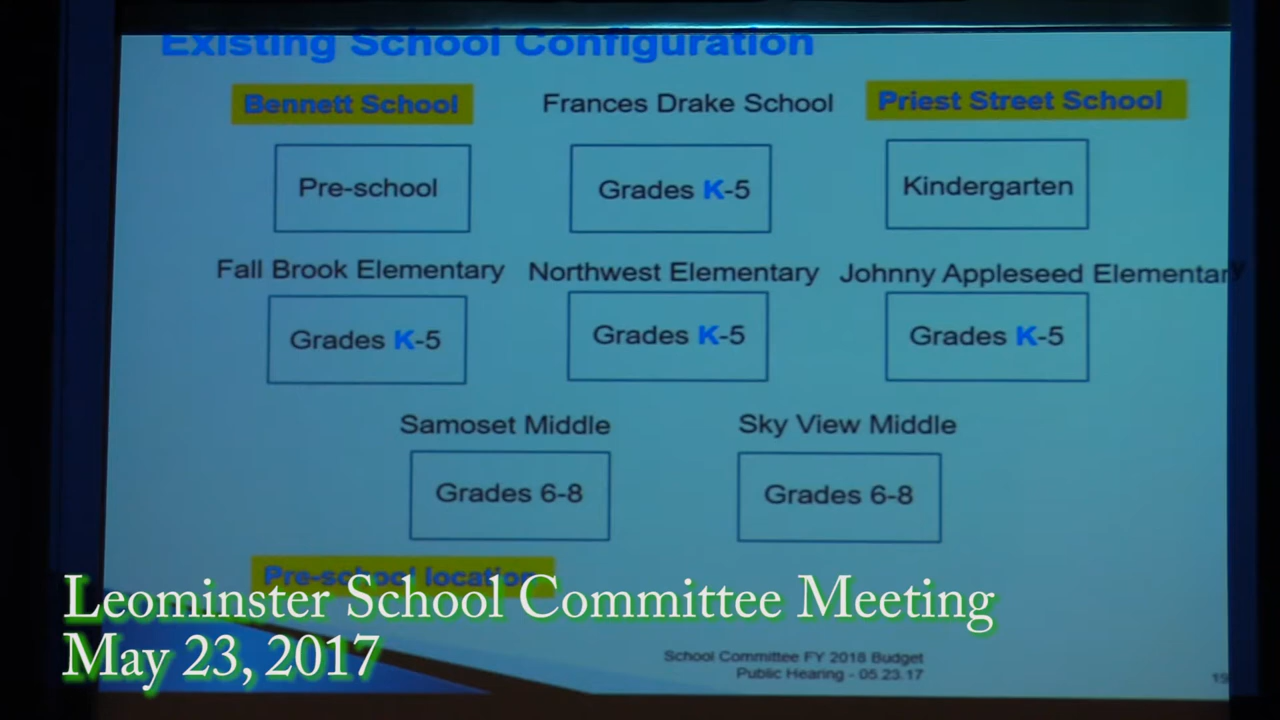 Existing School Configuration
Bennett School
Frances Drake School
Priest Street School
Pre-school
Grades K-5
Kindergarten
Fall Brook Elementary
Northwest Elementary
Johnny Appleseed Elementary
Grades K-5
Grades K-5
Grades K-5
Samoset Middle
Sky View Middle
Grades 6-8
Grades 6-8
Pre-school location
Leominster School Committee Meeting
May 23, 2017
School Committee FY 2018 Budget
Public Hearing - 05.23.17
19